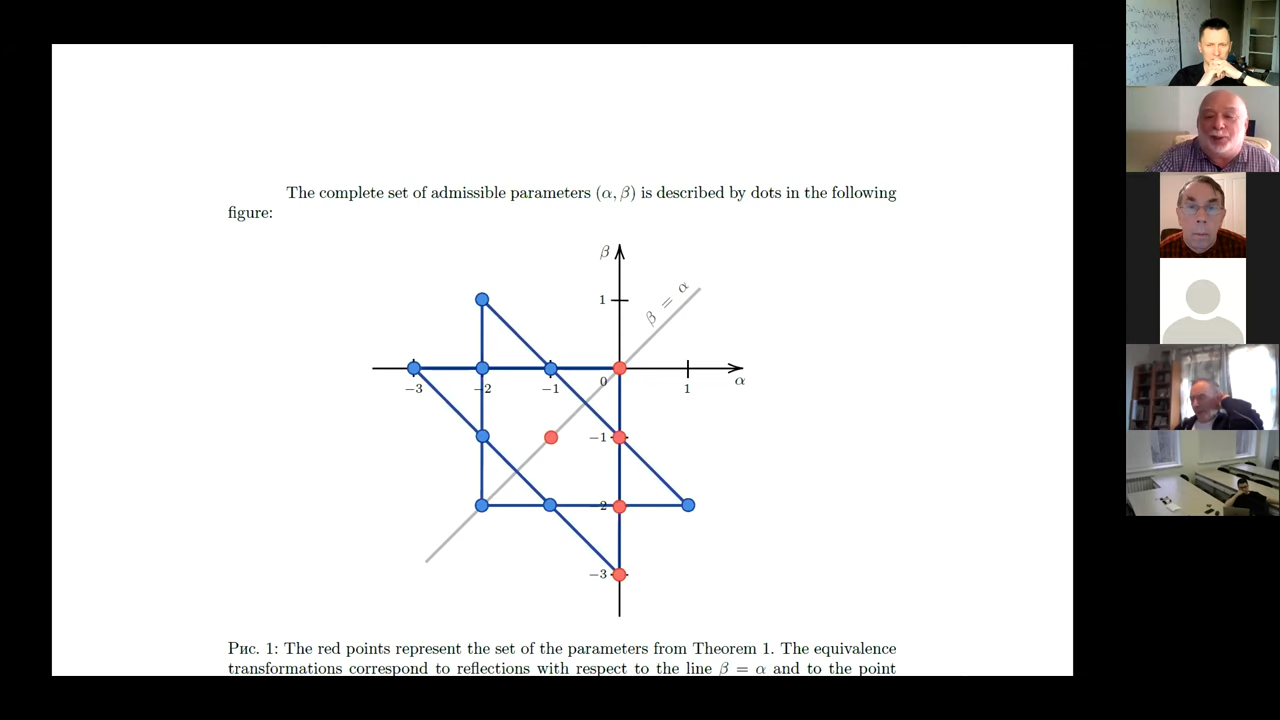 The complete set of admissible parameters (α, β) is described by dots in the following
figure:
β
1
β = α
−3
−2
−1
0
1
α
−1
−2
−3
Рис. 1: The red points represent the set of the parameters from Theorem 1. The equivalence
transformations correspond to reflections with respect to the line β = α and to the point